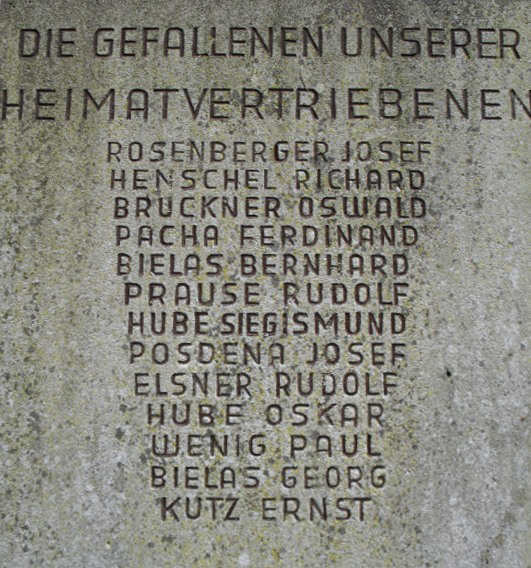 DIE GEFALLENEN UNSERER
HEIMATVERTRIEBENEN
ROSENBERGER JOSEF
HENSCHEL RICHARD
BRUCKNER OSWALD
PACHA FERDINAND
BIELAS BERNHARD
PRAUSE RUDOLF
HUBE SIEGISMUND
POSDENA JOSEF
ELSNER RUDOLF
HUBE OSKAR
WENIG PAUL
BIELAS GEORG
KUTZ ERNST